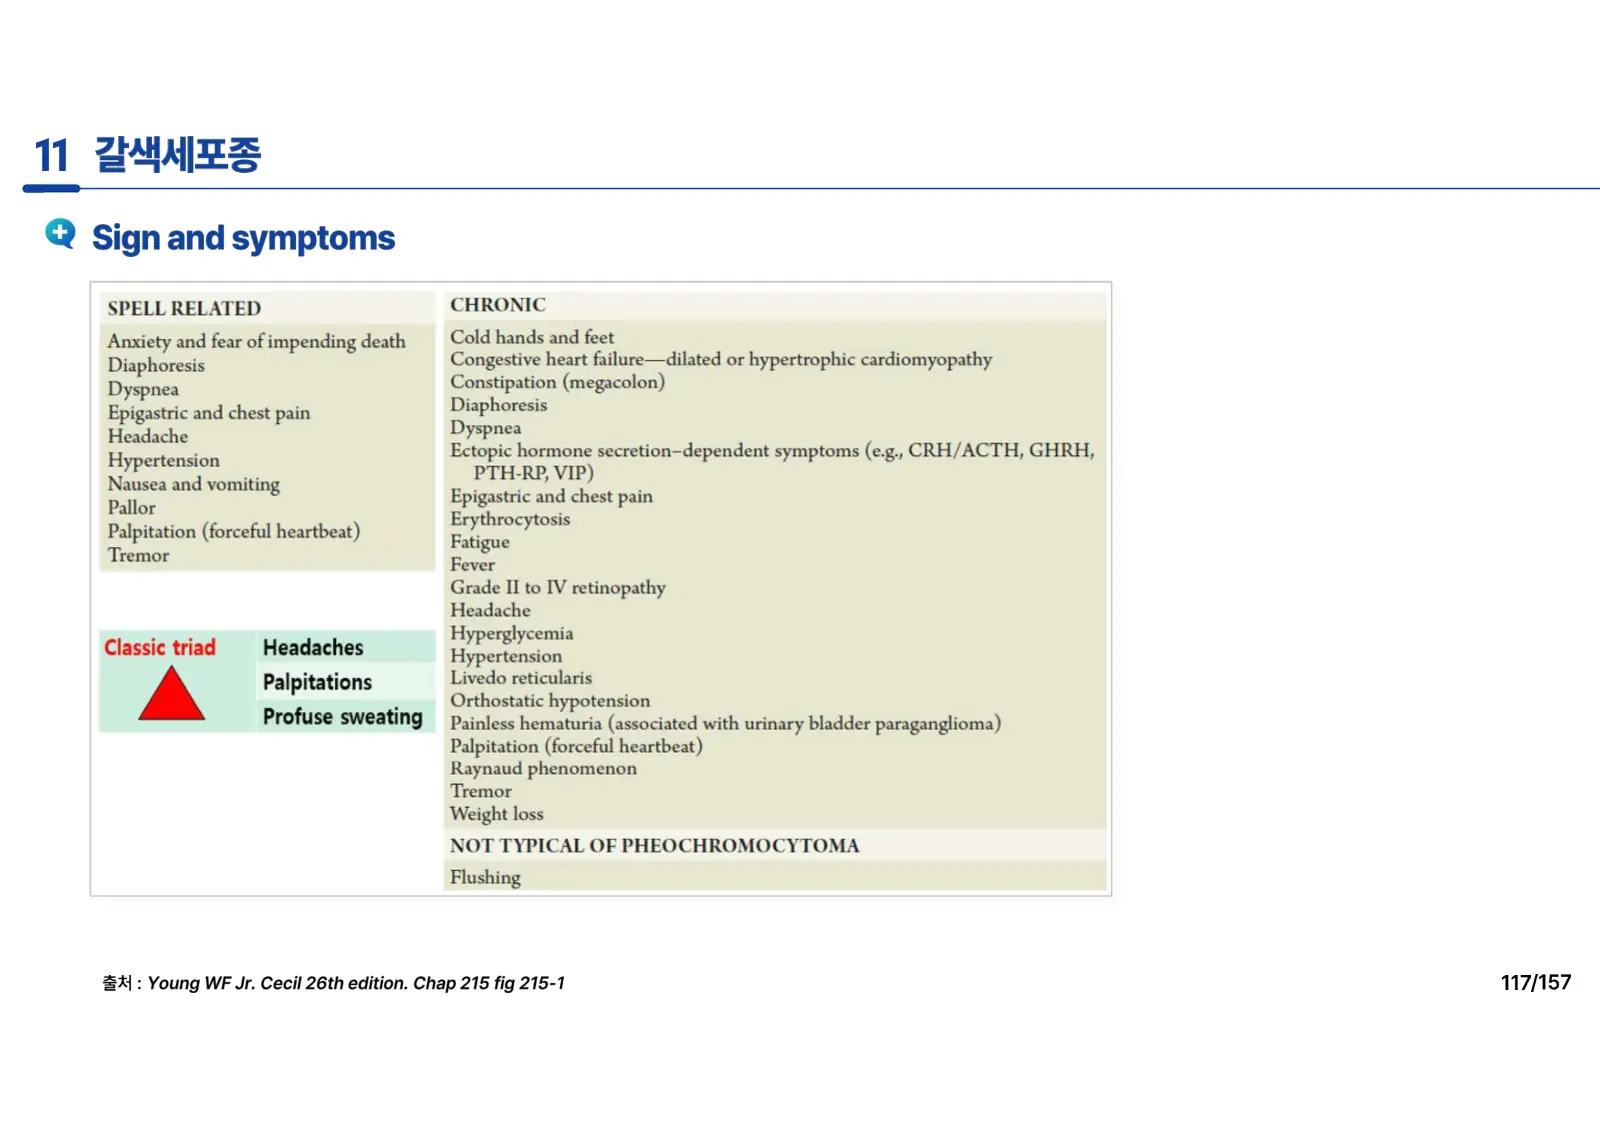 11 갈색세포종
Sign and symptoms
SPELL RELATED
Anxiety and fear of impending death
Diaphoresis
Dyspnea
Epigastric and chest pain
Headache
Hypertension
Nausea and vomiting
Pallor
Palpitation (forceful heartbeat)
Tremor
Classic triad
Headaches
Palpitations
Profuse sweating
CHRONIC
Cold hands and feet
Congestive heart failure—dilated or hypertrophic cardiomyopathy
Constipation (megacolon)
Diaphoresis
Dyspnea
Ectopic hormone secretion–dependent symptoms (e.g., CRH/ACTH, GHRH,
PTH-RP, VIP)
Epigastric and chest pain
Erythrocytosis
Fatigue
Fever
Grade II to IV retinopathy
Headache
Hyperglycemia
Hypertension
Livedo reticularis
Orthostatic hypotension
Painless hematuria (associated with urinary bladder paraganglioma)
Palpitation (forceful heartbeat)
Raynaud phenomenon
Tremor
Weight loss
NOT TYPICAL OF PHEOCHROMOCYTOMA
Flushing
출처 : Young WF Jr. Cecil 26th edition. Chap 215 fig 215-1
117/157